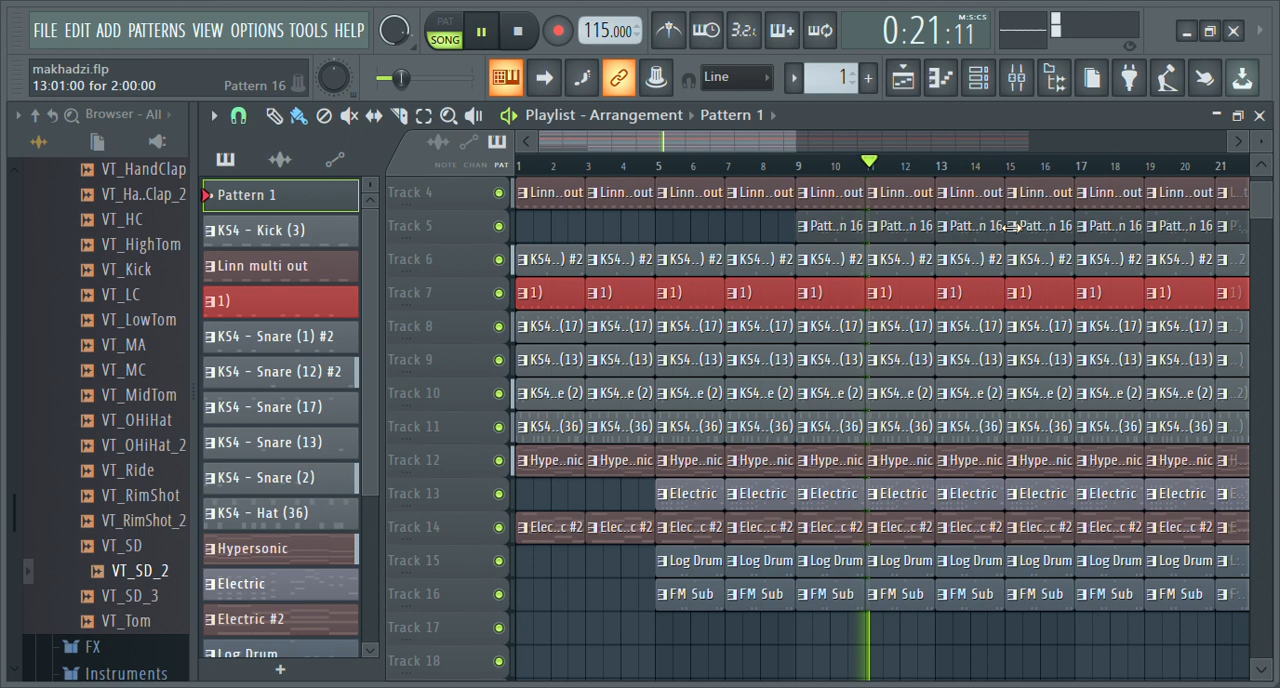 FILE EDIT ADD PATTERNS VIEW OPTIONS TOOLS HELP
PAT
SONG
115.000
3.2.
0:21:11
M:S:CS
makhadzi.flp
13:01:00 for 2:00:00
Pattern 16
Line
1
Browser - All
Playlist - Arrangement
Pattern 1
NOTE CHAN PAT
1 2 3 4 5 6 7 8 9 10 11 12 13 14 15 16 17 18 19 20 21
VT_HandClap
VT_Ha..Clap_2
VT_HC
VT_HighTom
VT_Kick
VT_LC
VT_LowTom
VT_MA
VT_MC
VT_MidTom
VT_OHiHat
VT_OHiHat_2
VT_Ride
VT_RimShot
VT_RimShot_2
VT_SD
VT_SD_2
VT_SD_3
VT_Tom
FX
Instruments
Pattern 1
KS4 - Kick (3)
Linn multi out
1)
KS4 - Snare (1) #2
KS4 - Snare (12) #2
KS4 - Snare (17)
KS4 - Snare (13)
KS4 - Snare (2)
KS4 - Hat (36)
Hypersonic
Electric
Electric #2
Log Drum
+
Track 4 Linn..out Linn..out Linn..out Linn..out Linn..out Linn..out Linn..out Linn..out Linn..out Linn..out
Track 5 Patt..n 16 Patt..n 16 Patt..n 16 Patt..n 16 Patt..n 16 Patt..n 16
Track 6 KS4..) #2 KS4..) #2 KS4..) #2 KS4..) #2 KS4..) #2 KS4..) #2 KS4..) #2 KS4..) #2 KS4..) #2 KS4..) #2
Track 7 1) 1) 1) 1) 1) 1) 1) 1) 1) 1) 1)
Track 8 KS4..(17) KS4..(17) KS4..(17) KS4..(17) KS4..(17) KS4..(17) KS4..(17) KS4..(17) KS4..(17) KS4..(17)
Track 9 KS4..(13) KS4..(13) KS4..(13) KS4..(13) KS4..(13) KS4..(13) KS4..(13) KS4..(13) KS4..(13) KS4..(13)
Track 10 KS4..e (2) KS4..e (2) KS4..e (2) KS4..e (2) KS4..e (2) KS4..e (2) KS4..e (2) KS4..e (2) KS4..e (2) KS4..e (2)
Track 11 KS4..(36) KS4..(36) KS4..(36) KS4..(36) KS4..(36) KS4..(36) KS4..(36) KS4..(36) KS4..(36) KS4..(36)
Track 12 Hype..nic Hype..nic Hype..nic Hype..nic Hype..nic Hype..nic Hype..nic Hype..nic Hype..nic Hype..nic
Track 13 Electric Electric Electric Electric Electric Electric Electric Electric
Track 14 Elec..c #2 Elec..c #2 Elec..c #2 Elec..c #2 Elec..c #2 Elec..c #2 Elec..c #2 Elec..c #2 Elec..c #2 Elec..c #2
Track 15 Log Drum Log Drum Log Drum Log Drum Log Drum Log Drum Log Drum Log Drum
Track 16 FM Sub FM Sub FM Sub FM Sub FM Sub FM Sub FM Sub FM Sub
Track 17
Track 18